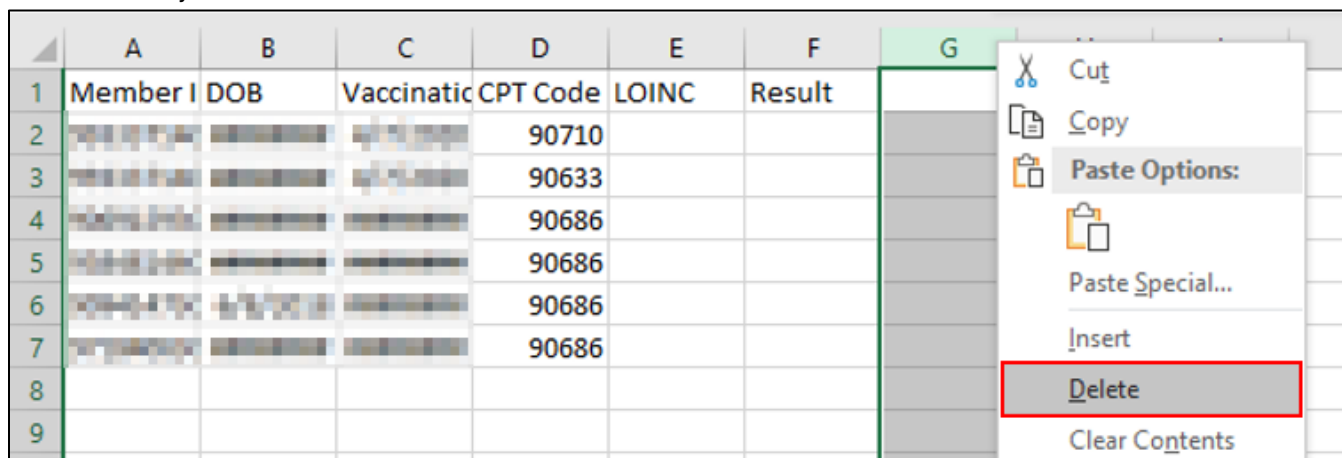 A B C D E F G
1 Member I DOB Vaccinatic CPT Code LOINC Result
2 90710
3 90633
4 90686
5 90686
6 90686
7 90686
8
9
Cut
Copy
Paste Options:
Paste Special...
Insert
Delete
Clear Contents